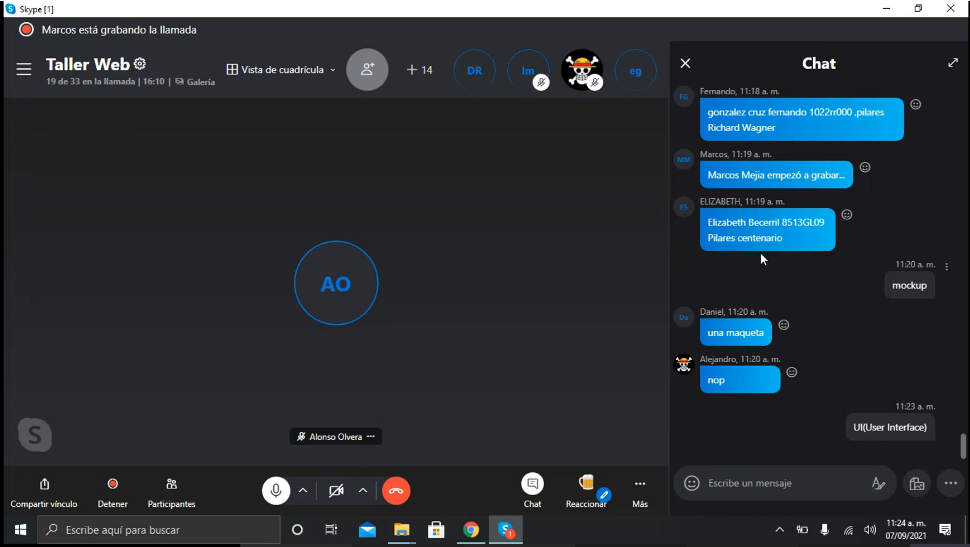 Skype [1]
Marcos está grabando la llamada
Taller Web
19 de 33 en la llamada | 16:10 | Galería
Vista de cuadrícula
+ 14
DR
lm
eg
AO
Alonso Olvera
S
Compartir vínculo
Detener
Participantes
Chat
Reaccionar
Más
Chat
FG
Fernando, 11:18 a. m.
gonzalez cruz fernando 1022rr000 ,pilares
Richard Wagner
MM
Marcos, 11:19 a. m.
Marcos Mejia empezó a grabar...
ES
ELIZABETH, 11:19 a. m.
Elizabeth Becerril 8513GL09
Pilares centenario
11:20 a. m.
mockup
Da
Daniel, 11:20 a. m.
una maqueta
Alejandro, 11:20 a. m.
nop
11:23 a. m.
UI(User Interface)
Escribe un mensaje
Escribe aquí para buscar
S
1
11:24 a. m.
07/09/2021